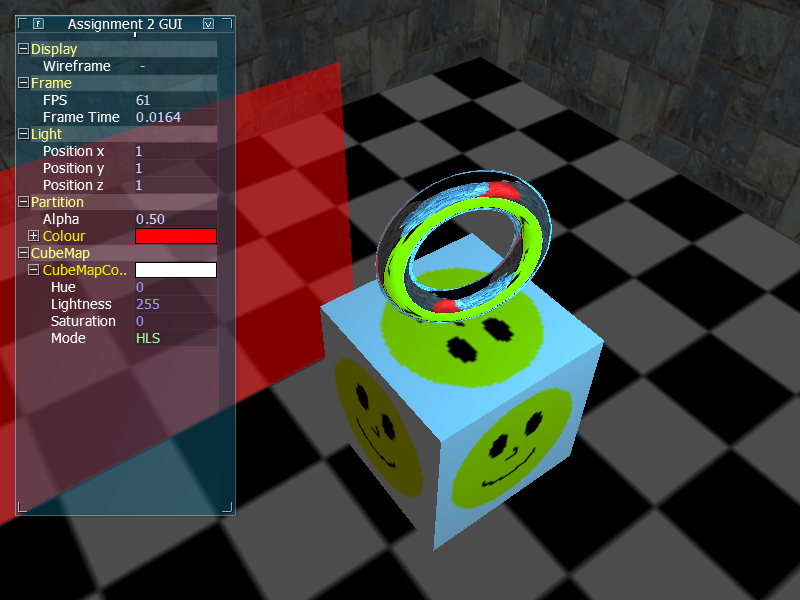 Assignment 2 GUI
Display
Wireframe -
Frame
FPS 61
Frame Time 0.0164
Light
Position x 1
Position y 1
Position z 1
Partition
Alpha 0.50
Colour
CubeMap
CubeMapCo..
Hue 0
Lightness 255
Saturation 0
Mode HLS